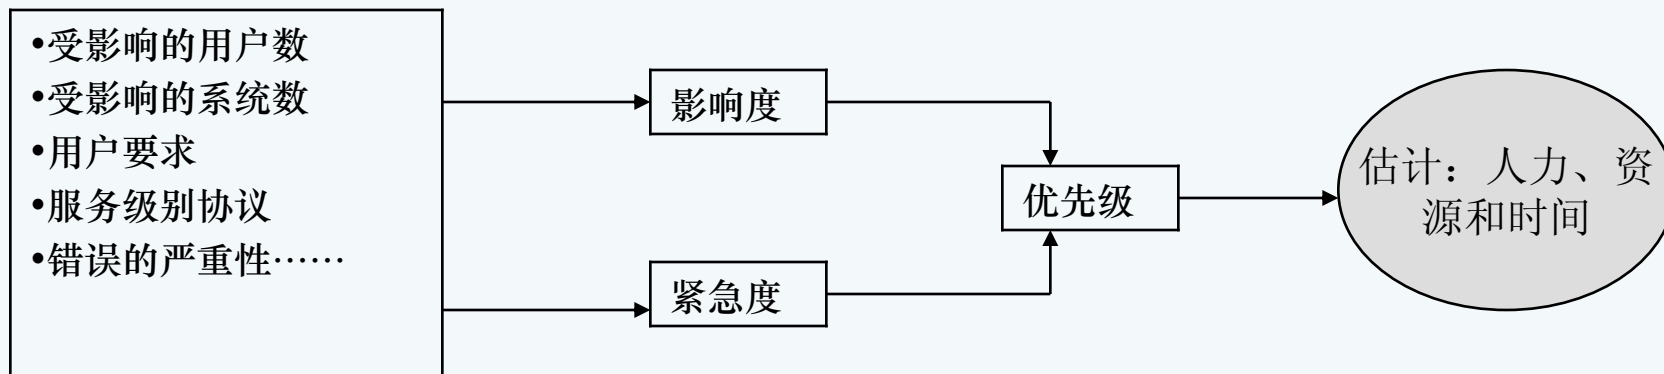 •受影响的用户数
•受影响的系统数
•用户要求
•服务级别协议
•错误的严重性……
影响度
紧急度
优先级
估计：人力、资
源和时间